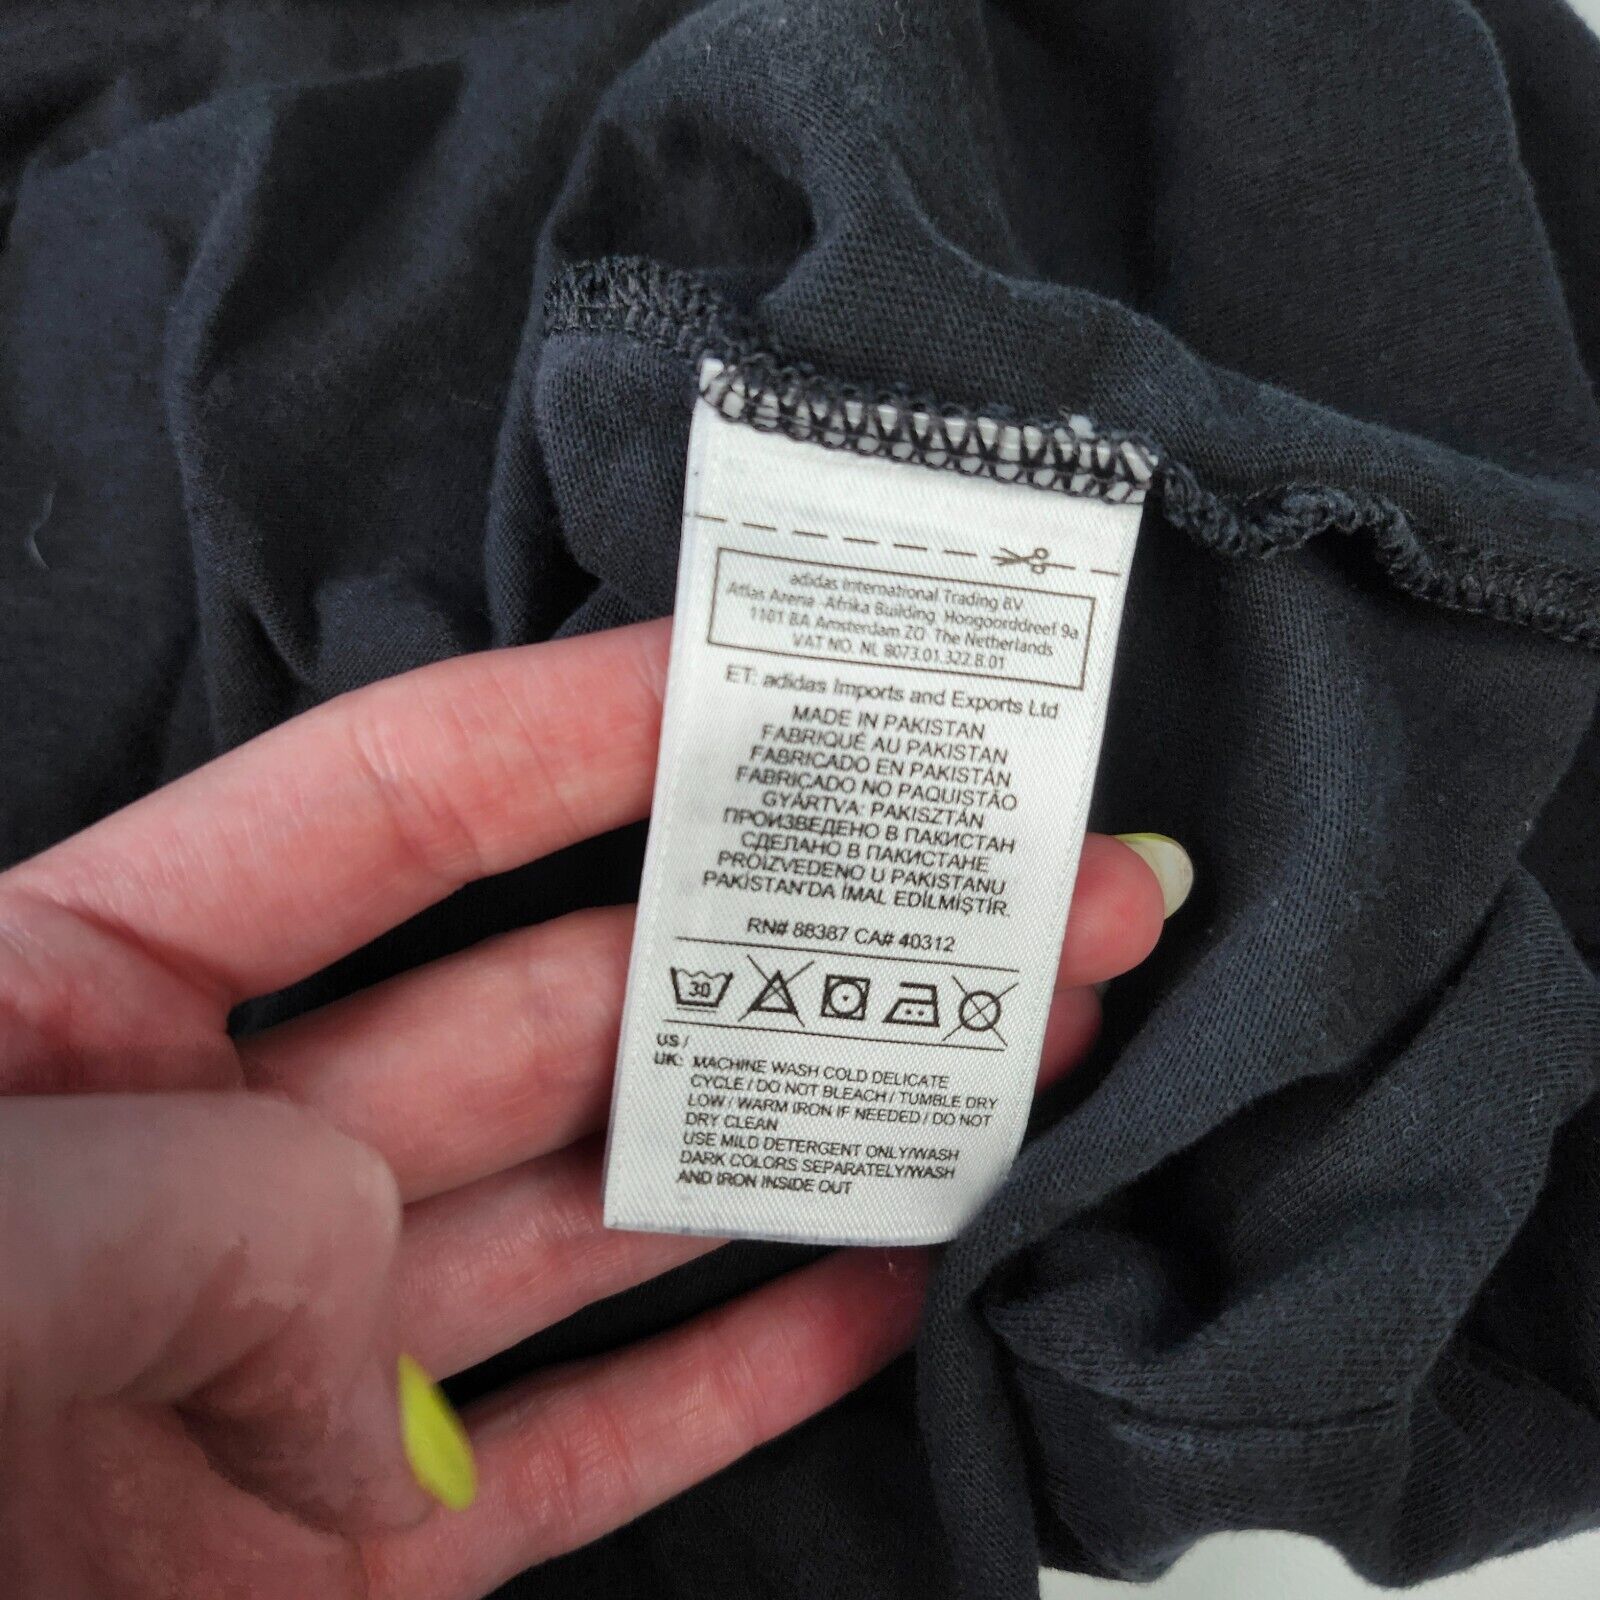 adidas International Trading BV.
Atlas Arena -Afrika Building, Hoogoorddreef 9a
1101 BA Amsterdam ZO The Netherlands
VAT NO. NL 8073.01.322.B.01
ET: adidas Imports and Exports Ltd
MADE IN PAKISTAN
FABRIQUÉ AU PAKISTAN
FABRICADO EN PAKISTÁN
FABRICADO NO PAQUISTÃO
GYÁRTVA: PAKISZTÁN
ПРОИЗВЕДЕНО В ПАКИСТАН
СДЕЛАНО В ПАКИСТАНЕ
PROIZVEDENO U PAKISTANU
PAKİSTAN'DA İMAL EDİLMİŞTİR.
RN# 88387 CA# 40312
30
US /
UK: MACHINE WASH COLD DELICATE
CYCLE / DO NOT BLEACH / TUMBLE DRY
LOW / WARM IRON IF NEEDED / DO NOT
DRY CLEAN
USE MILD DETERGENT ONLY/WASH
DARK COLORS SEPARATELY/WASH
AND IRON INSIDE OUT